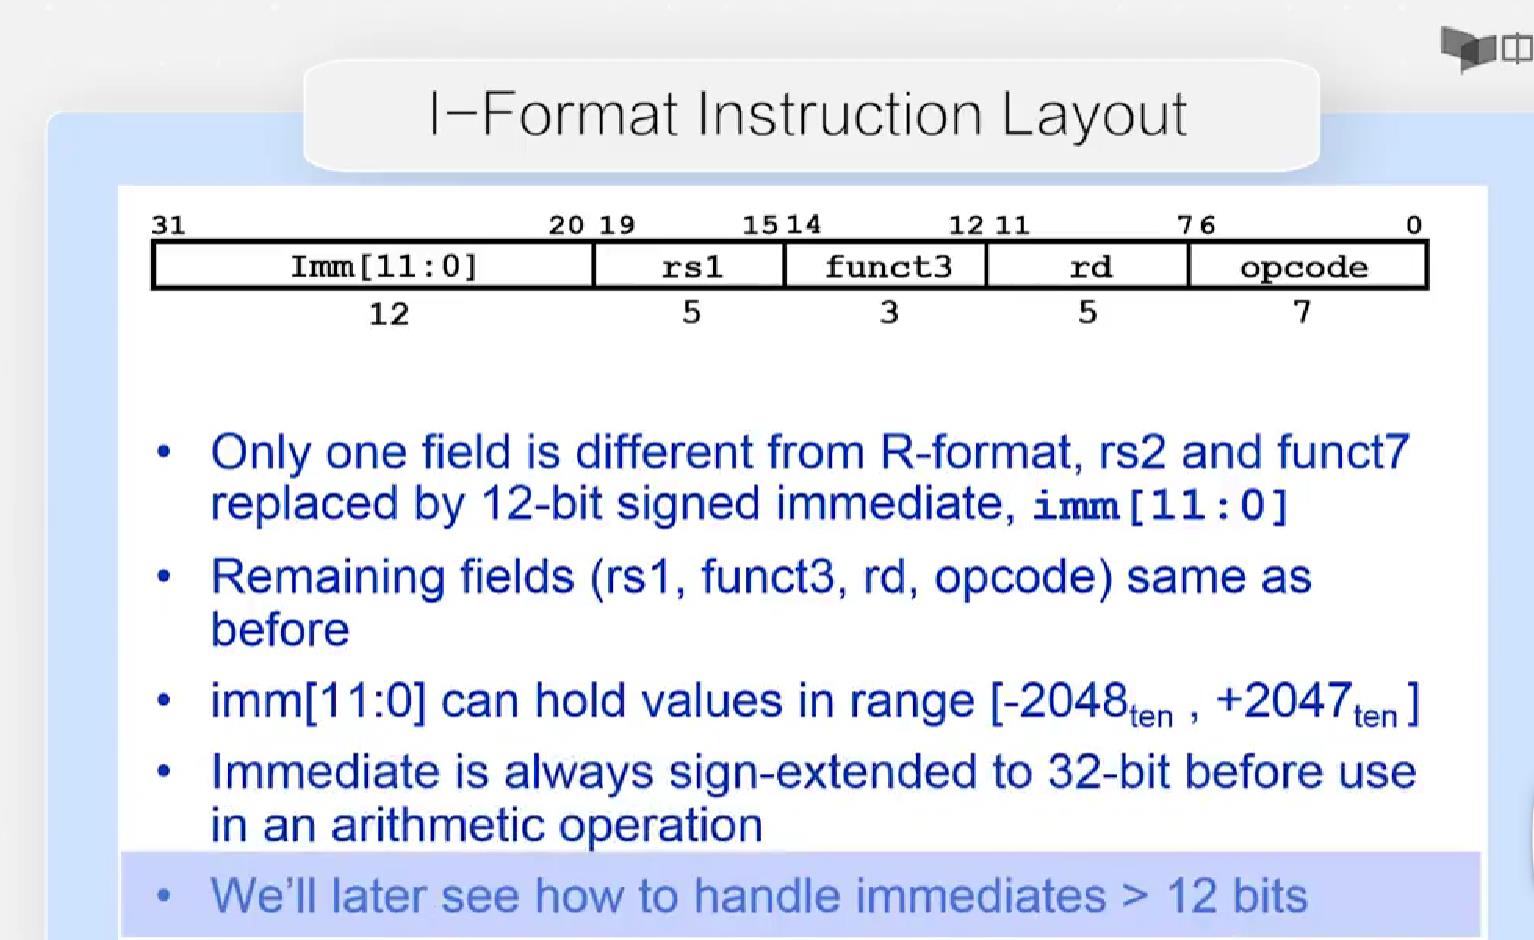 中
I-Format Instruction Layout
31 20 19 15 14 12 11 7 6 0
Imm[11:0] rs1 funct3 rd opcode
12 5 3 5 7
• Only one field is different from R-format, rs2 and funct7
replaced by 12-bit signed immediate, imm[11:0]
• Remaining fields (rs1, funct3, rd, opcode) same as
before
• imm[11:0] can hold values in range [-2048ten , +2047ten]
• Immediate is always sign-extended to 32-bit before use
in an arithmetic operation
• We'll later see how to handle immediates > 12 bits